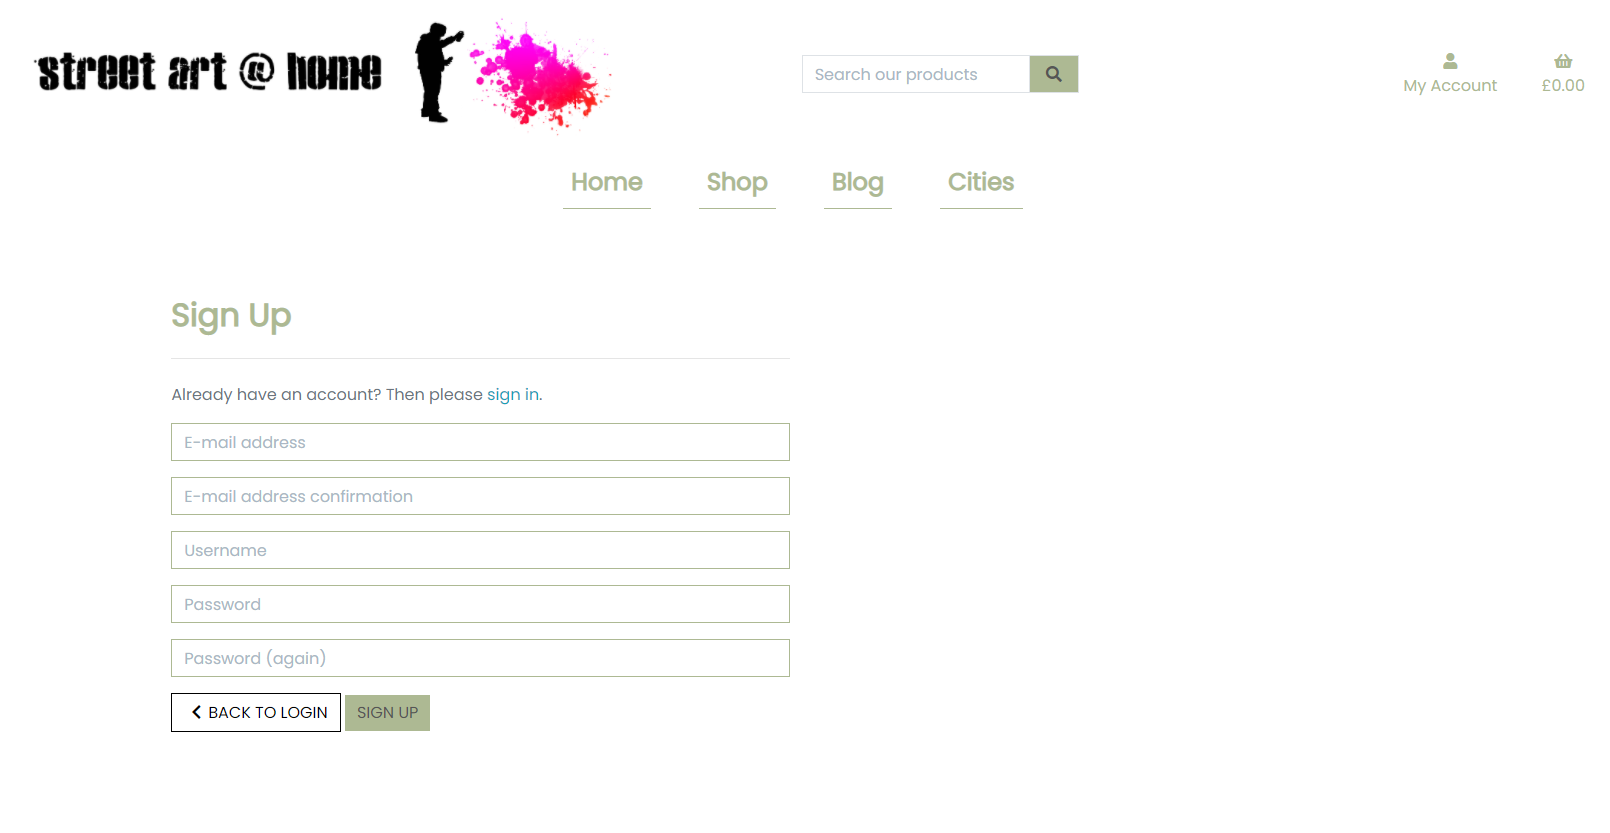 street art @ home
Search our products
My Account
£0.00
Home
Shop
Blog
Cities
Sign Up
Already have an account? Then please sign in.
E-mail address
E-mail address confirmation
Username
Password
Password (again)
BACK TO LOGIN
SIGN UP